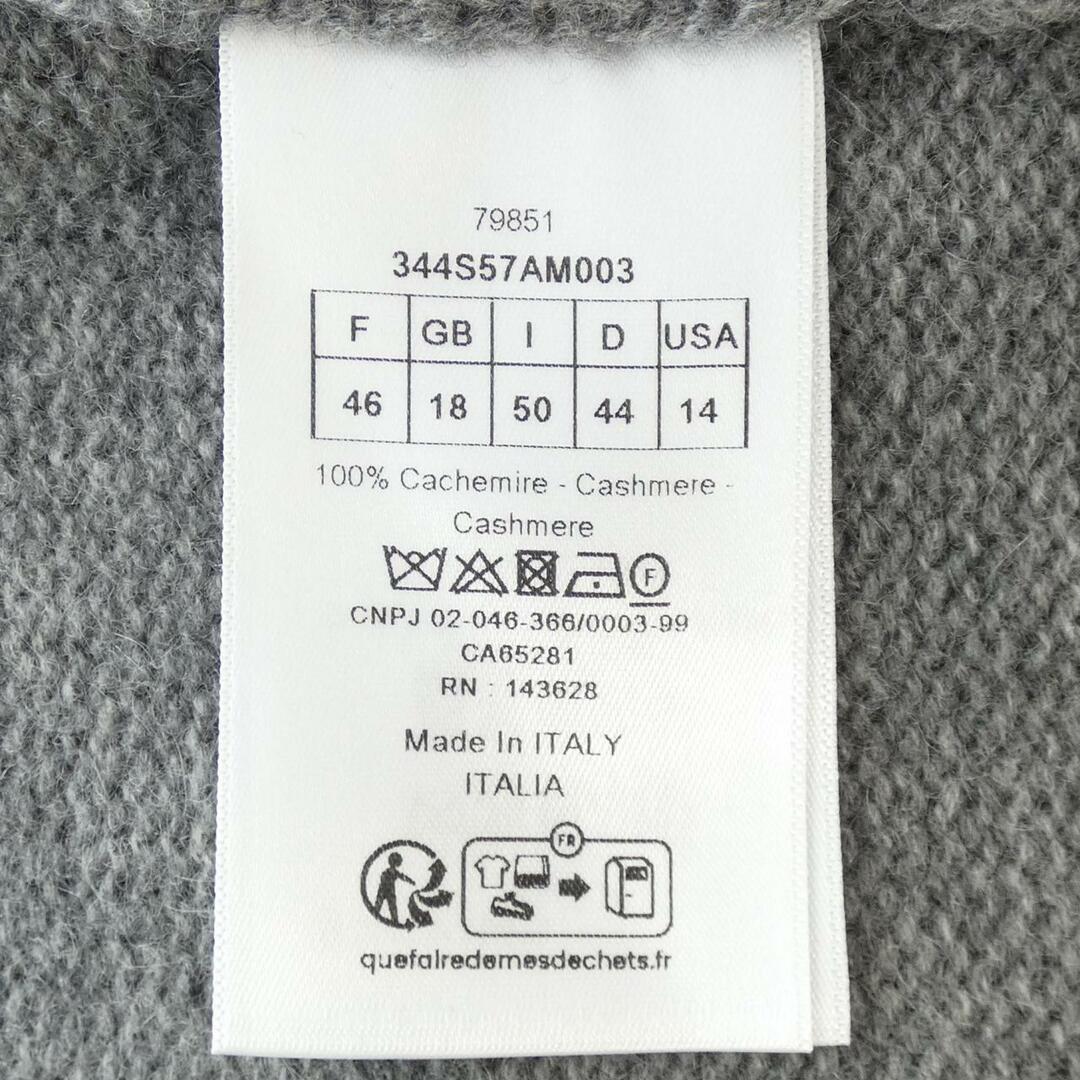 79851
344S57AM003
F GB I D USA
46 18 50 44 14
100% Cachemire - Cashmere -
Cashmere
F
CNPJ 02-046-366/0003-99
CA65281
RN : 143628
Made In ITALY
ITALIA
FR
quefairedemesdechets.fr